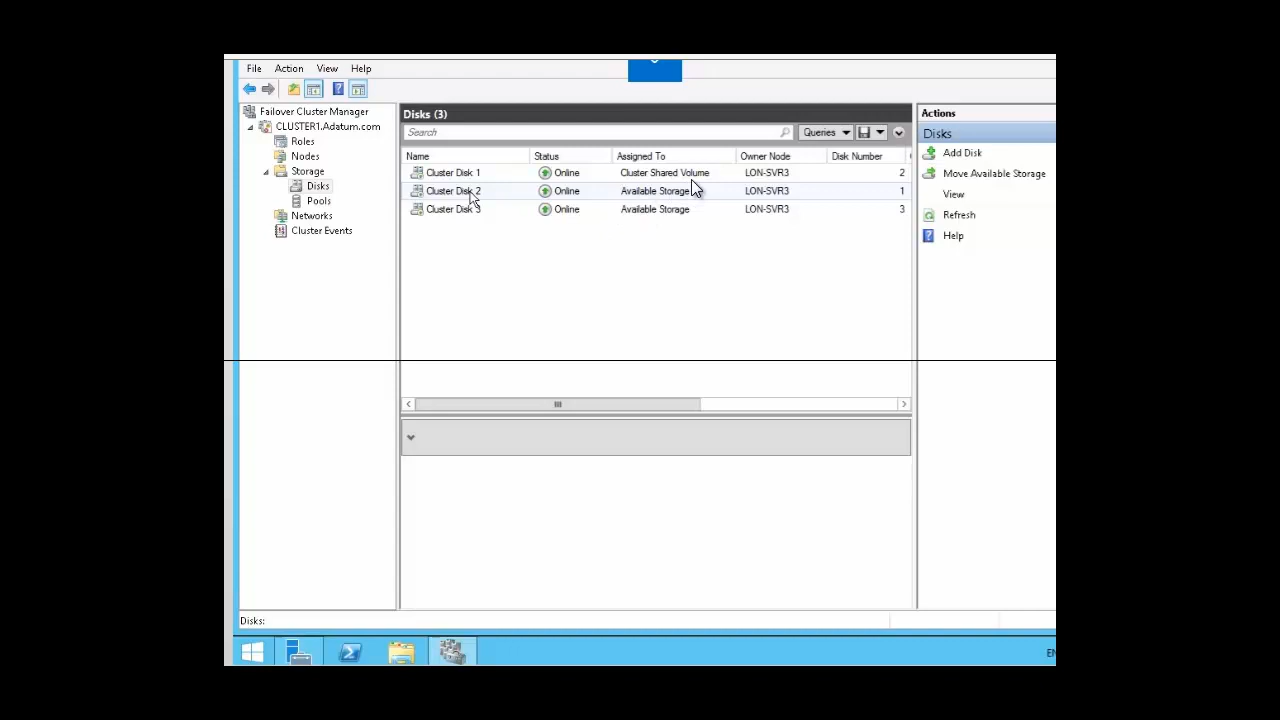 File Action View Help
Failover Cluster Manager
CLUSTER1.Adatum.com
Roles
Nodes
Storage
Disks
Pools
Networks
Cluster Events
Disks (3)
Search
Queries
Name Status Assigned To Owner Node Disk Number
Cluster Disk 1 Online Cluster Shared Volume LON-SVR3 2
Cluster Disk 2 Online Available Storage LON-SVR3 1
Cluster Disk 3 Online Available Storage LON-SVR3 3
Actions
Disks
Add Disk
Move Available Storage
View
Refresh
Help
Disks: